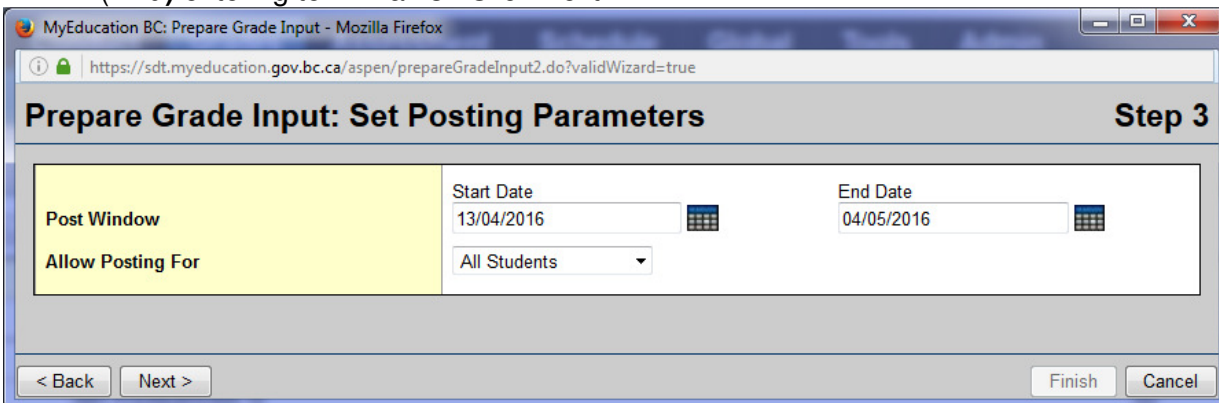 MyEducation BC: Prepare Grade Input - Mozilla Firefox
https://sdt.myeducation.gov.bc.ca/aspen/prepareGradeInput2.do?validWizard=true
Prepare Grade Input: Set Posting Parameters Step 3
Start Date End Date
Post Window 13/04/2016 04/05/2016
Allow Posting For All Students
< Back Next > Finish Cancel